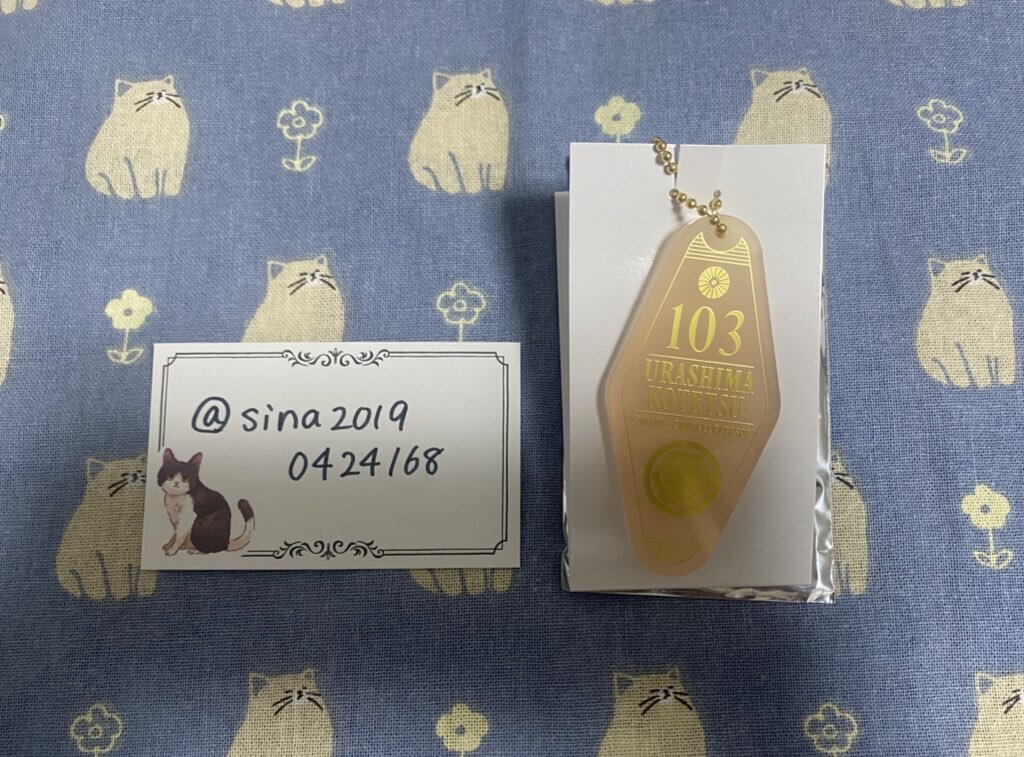 @sina2019
0424168
103
URASHIMA
KOTETSU